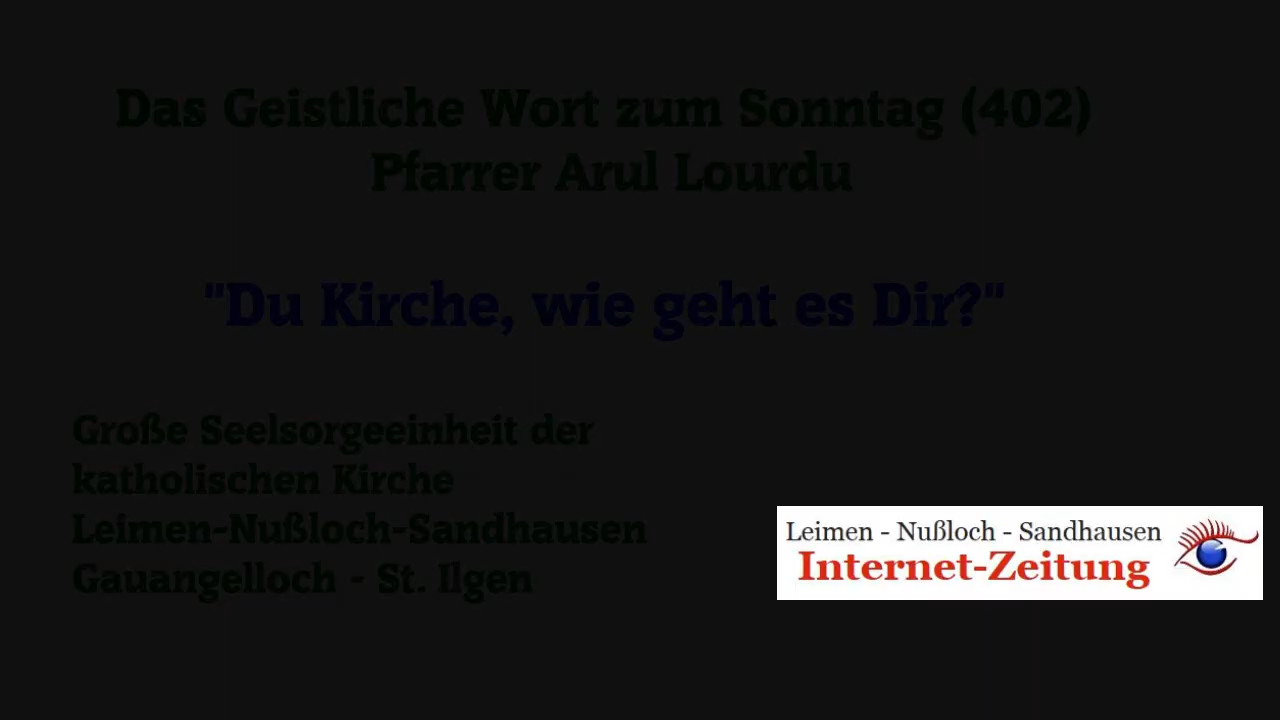 Das Geistliche Wort zum Sonntag (402)
Pfarrer Arul Lourdu
"Du Kirche, wie geht es Dir?"
Große Seelsorgeeinheit der
katholischen Kirche
Leimen-Nußloch-Sandhausen
Gauangelloch - St. Ilgen
Leimen - Nußloch - Sandhausen
Internet-Zeitung